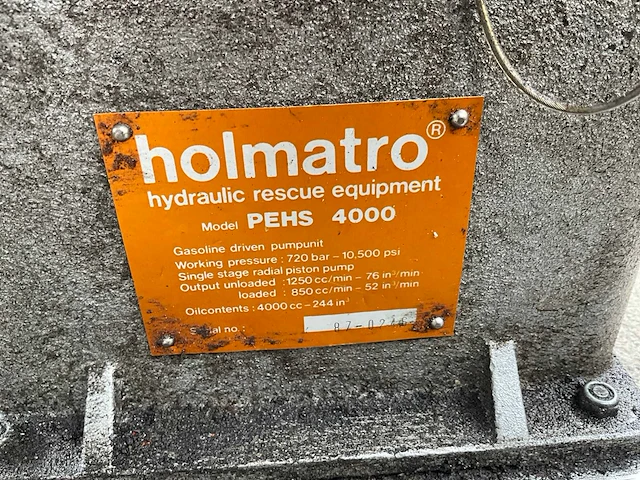 holmatro®
hydraulic rescue equipment
Model PEHS 4000
Gasoline driven pumpunit
Working pressure : 720 bar – 10,500 psi
Single stage radial piston pump
Output unloaded : 1250 cc/min – 76 in³/min
loaded : 850 cc/min – 52 in³/min
Oilcontents : 4000 cc – 244 in³
no.: